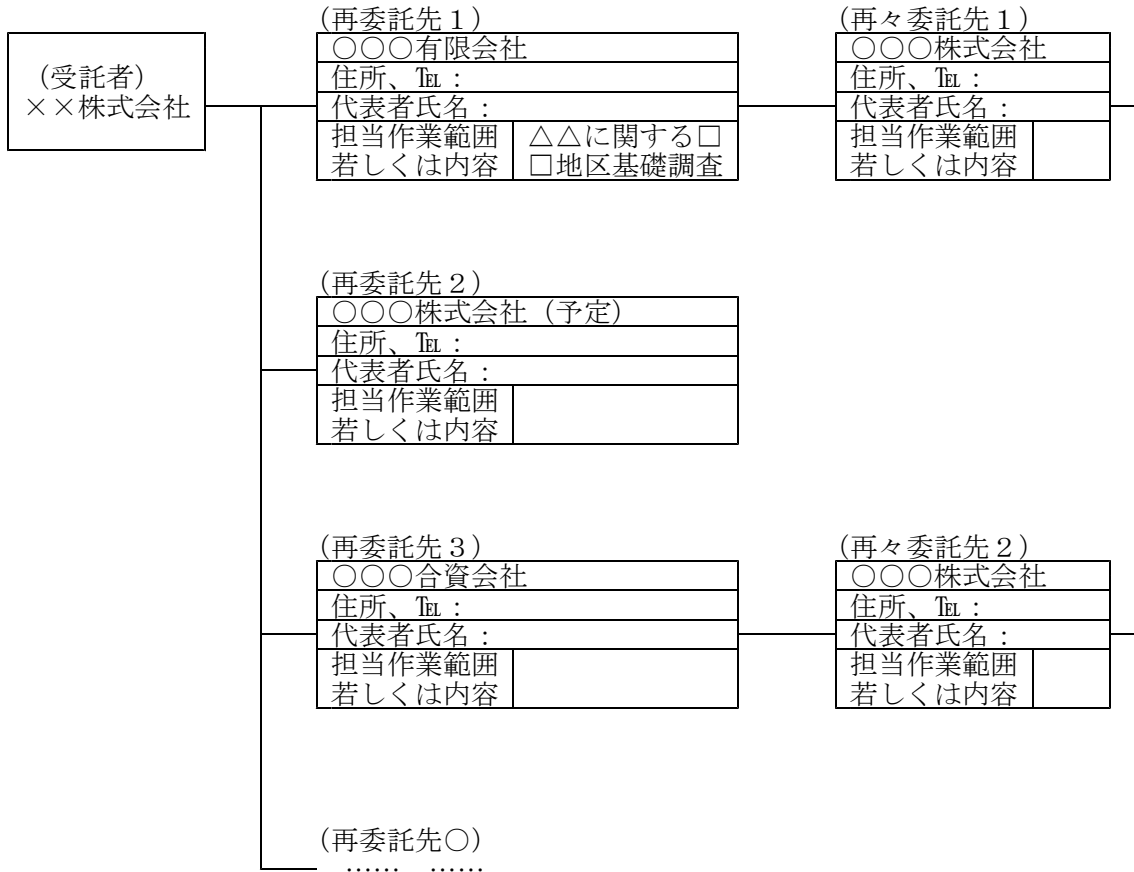 (受託者)
××株式会社
(再委託先1)
○○○有限会社
住所、℡:
代表者氏名:
担当作業範囲
若しくは内容
△△に関する□
□地区基礎調査
(再々委託先1)
○○○株式会社
住所、℡:
代表者氏名:
担当作業範囲
若しくは内容
(再委託先2)
○○○株式会社(予定)
住所、℡:
代表者氏名:
担当作業範囲
若しくは内容
(再委託先3)
○○○合資会社
住所、℡:
代表者氏名:
担当作業範囲
若しくは内容
(再々委託先2)
○○○株式会社
住所、℡:
代表者氏名:
担当作業範囲
若しくは内容
(再委託先○)
…… ……